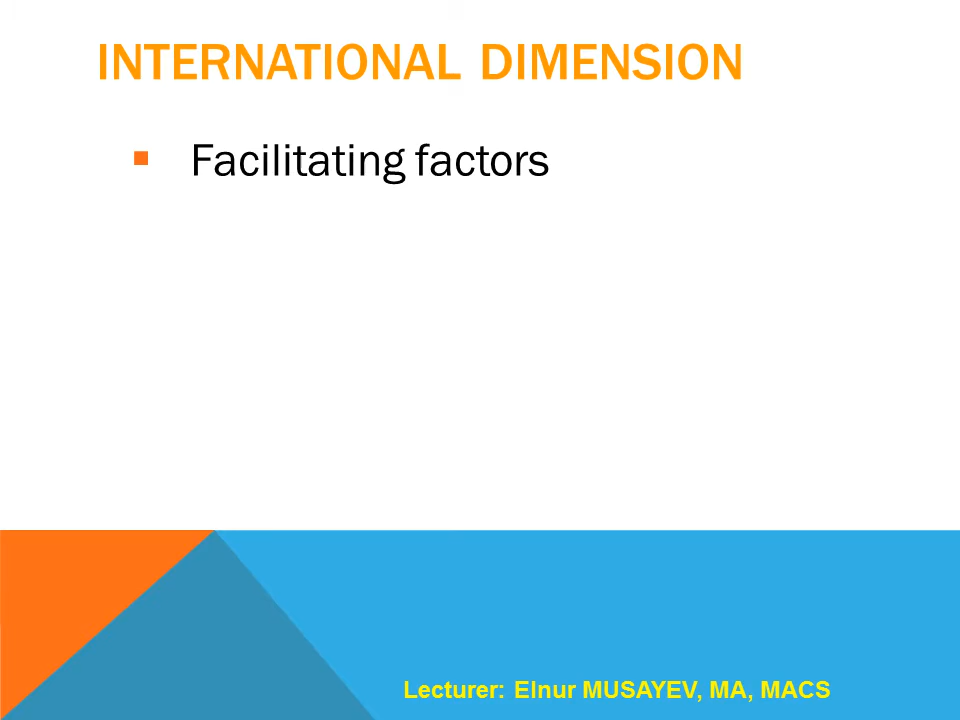 INTERNATIONAL DIMENSION
▪ Facilitating factors
Lecturer: Elnur MUSAYEV, MA, MACS